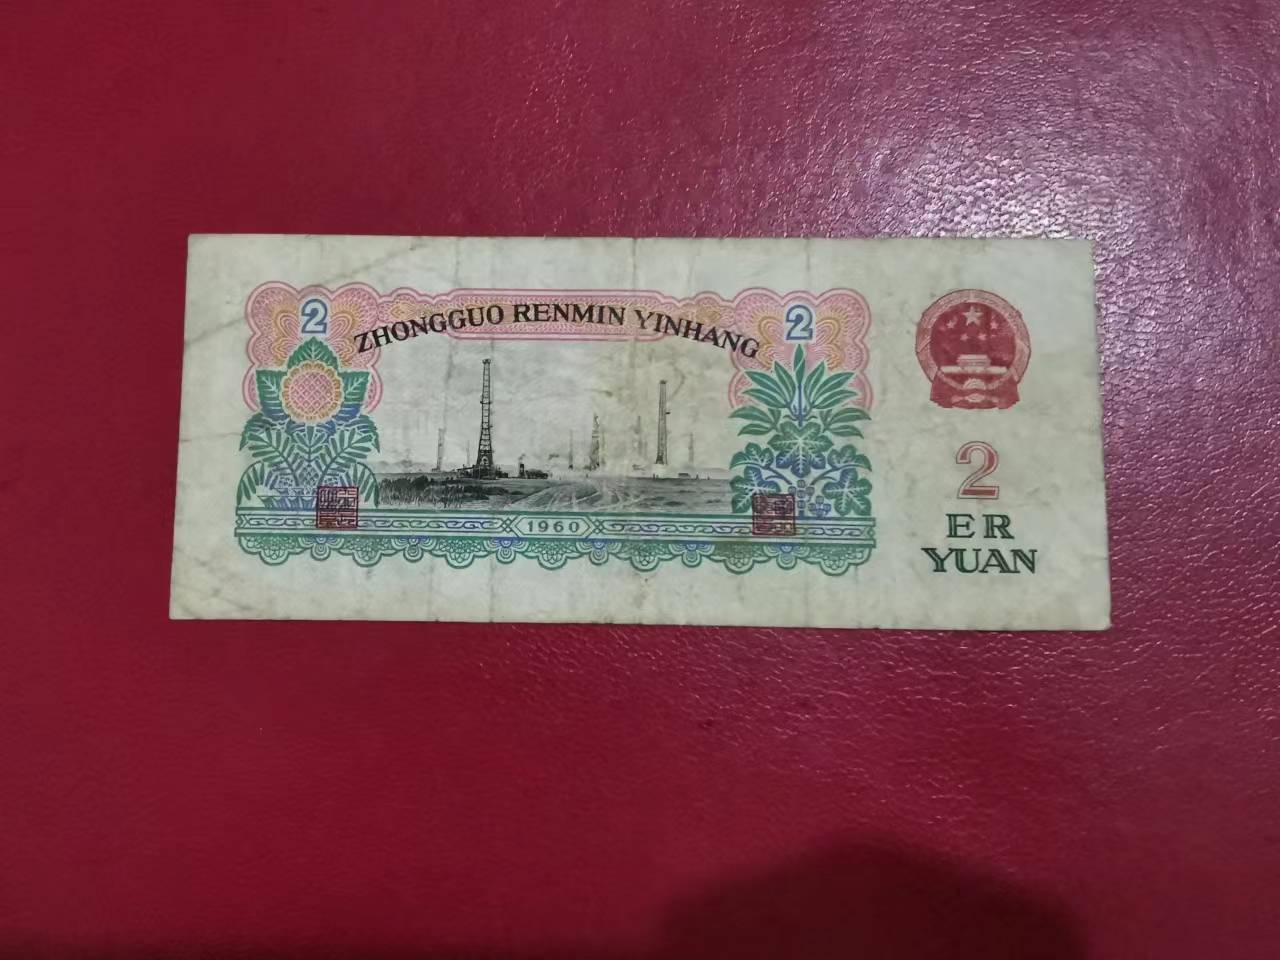 2
ZHONGGUO RENMIN YINHANG
2
1960
2
ER
YUAN